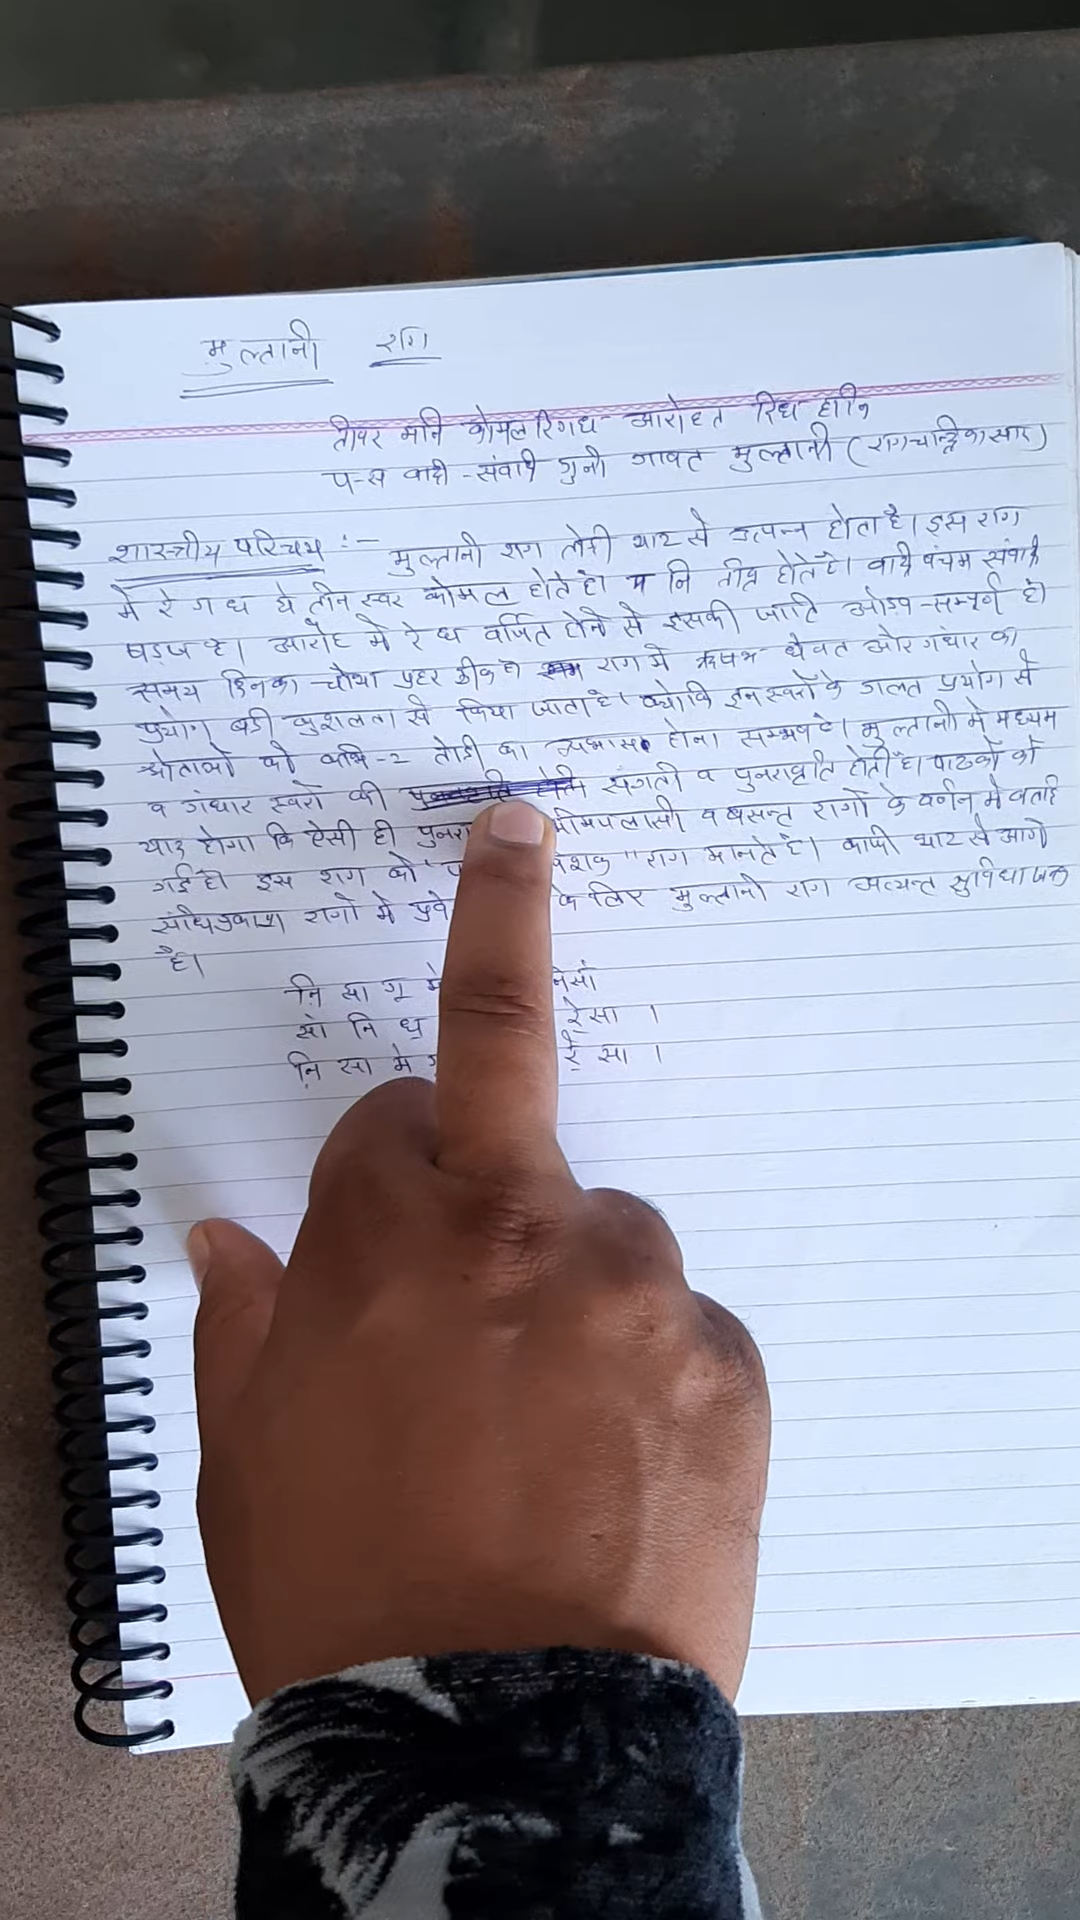 मुल्तानी राग
तीवर मनि कोमल रिगध आरोहत रिध हानि
प-स वादी-संवादी गुनी गावत मुल्तानी (रागचन्द्रिकासार)
शास्त्रीय परिचय :- मुल्तानी राग तोडी थाट से उत्पन्न होता है। इस राग
मे रे ग ध ये तीन स्वर कोमल होते है। म नि तीव्र होते है। वादी पंचम संवादी
षड़ज है। आरोह मे रे ध वर्जित होने से इसकी जाति ओडव-सम्पूर्ण है।
समय दिनका चौथा प्रहर ठीक है राग मे ऋषभ धैवत और गंधार का
प्रयोग बडी कुशलता से किया जाता है। क्योकि इन स्वरों के गलत प्रयोग से
श्रोताओ को कभि-2 तोडी का आभास होना सम्भव है। मुल्तानी मे मध्यम
व गंधार स्वरो की संगती व पुनरावृति होती है। पाठकों को
याद होगा कि ऐसी ही व बसन्त रागों के वर्णन मे बताई
गई है। इस राग को राग मानते है। काफी थाट से आगे
संधिप्रकाश रागो मे के लिए मुल्तानी राग अत्यन्त सुविधाजनक
है।
ऩि सा ग॒ मे
सां नि ध॒ रे॒ सा ।
ऩि सा मे रे॒ सा ।